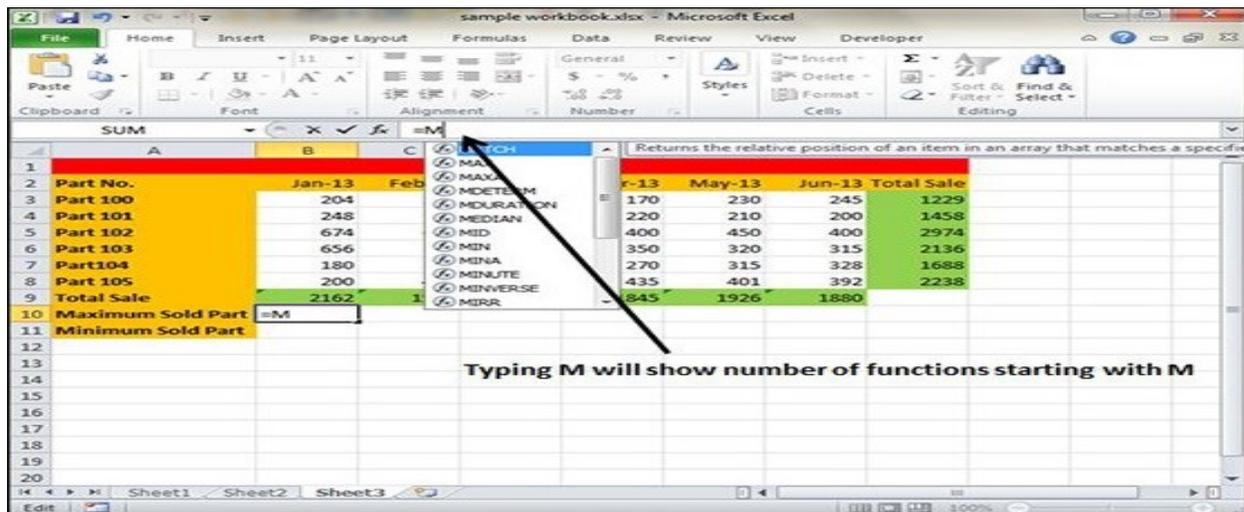 sample workbook.xlsx - Microsoft Excel
File Home Insert Page Layout Formulas Data Review View Developer
Paste
11
B I U
A A
A
General
$ - %
Styles
Insert
Delete
Format
Σ
Sort & Filter
Find & Select
Clipboard Font Alignment Number Cells Editing
SUM fx =M
A B C
Returns the relative position of an item in an array that matches a specifie
MAX
MAXA
MDETERM
MDURATION
MEDIAN
MID
MIN
MINA
MINUTE
MINVERSE
MIRR
1
2 Part No. Jan-13 Feb r-13 May-13 Jun-13 Total Sale
3 Part 100 204 170 230 245 1229
4 Part 101 248 220 210 200 1458
5 Part 102 674 400 450 400 2974
6 Part 103 656 350 320 315 2136
7 Part104 180 270 315 328 1688
8 Part 105 200 435 401 392 2238
9 Total Sale 2162 1 845 1926 1880
10 Maximum Sold Part =M
11 Minimum Sold Part
12
13
Typing M will show number of functions starting with M
14
15
16
17
18
19
20
Sheet1 Sheet2 Sheet3
Edit 100%